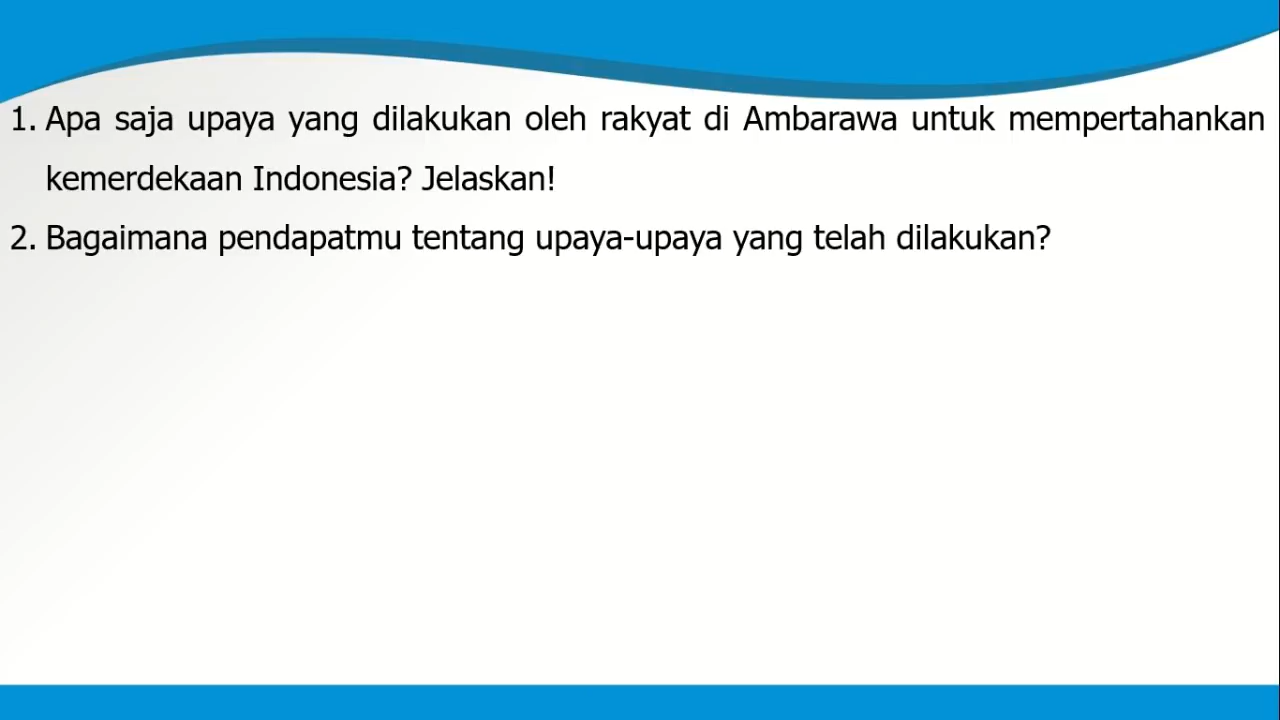 1. Apa saja upaya yang dilakukan oleh rakyat di Ambarawa untuk mempertahankan
kemerdekaan Indonesia? Jelaskan!
2. Bagaimana pendapatmu tentang upaya-upaya yang telah dilakukan?